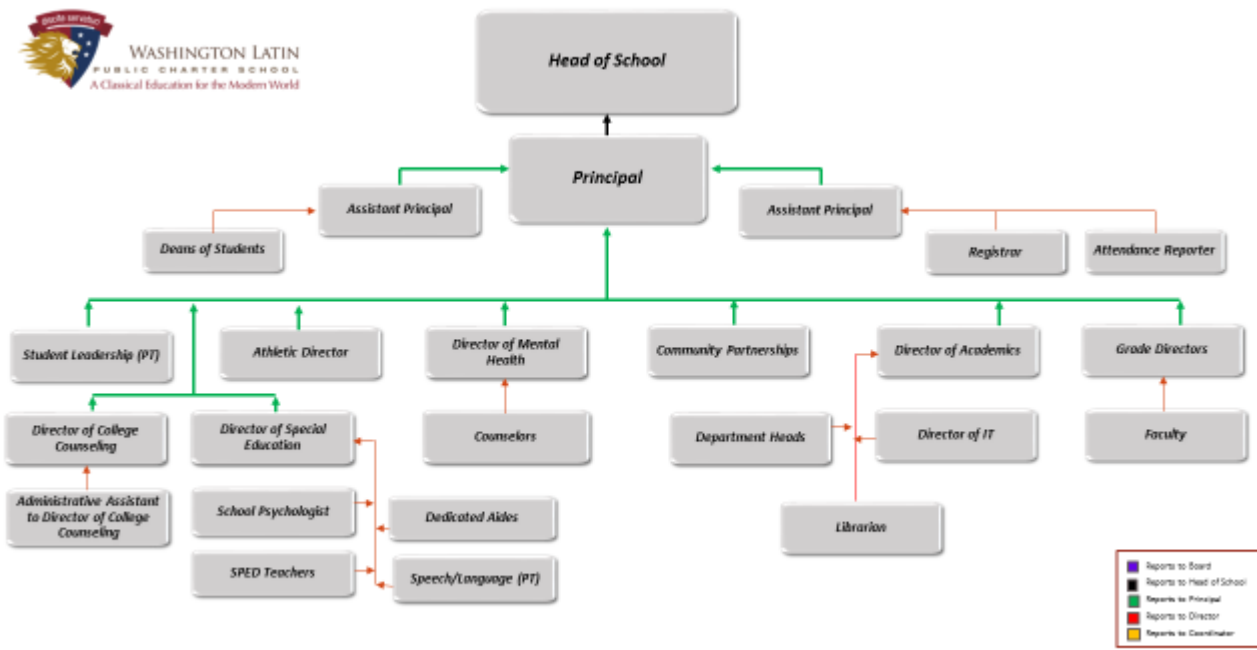 discite servituri
WASHINGTON LATIN
PUBLIC CHARTER SCHOOL
A Classical Education for the Modern World
Head of School
Principal
Assistant Principal
Assistant Principal
Deans of Students
Registrar
Attendance Reporter
Student Leadership (PT)
Athletic Director
Director of Mental
Health
Community Partnerships
Director of Academics
Grade Directors
Director of College
Counseling
Director of Special
Education
Counselors
Department Heads
Director of IT
Faculty
Administrative Assistant
to Director of College
Counseling
School Psychologist
Dedicated Aides
Librarian
SPED Teachers
Speech/Language (PT)
Reports to Board
Reports to Head of School
Reports to Principal
Reports to Director
Reports to Coordinator